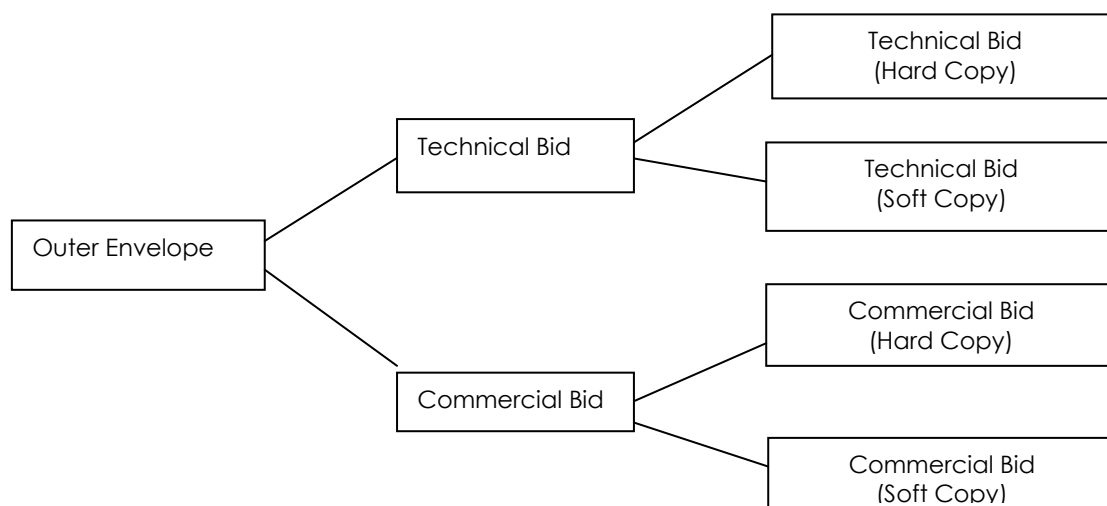 Technical Bid
(Hard Copy)
Technical Bid
Technical Bid
(Soft Copy)
Outer Envelope
Commercial Bid
(Hard Copy)
Commercial Bid
Commercial Bid
(Soft Copy)